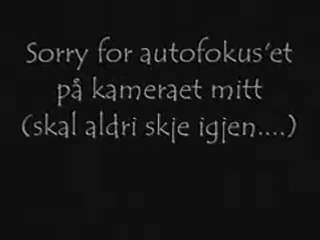 Sorry for autofokus'et
på kameraet mitt
(skal aldri skje igjen....)